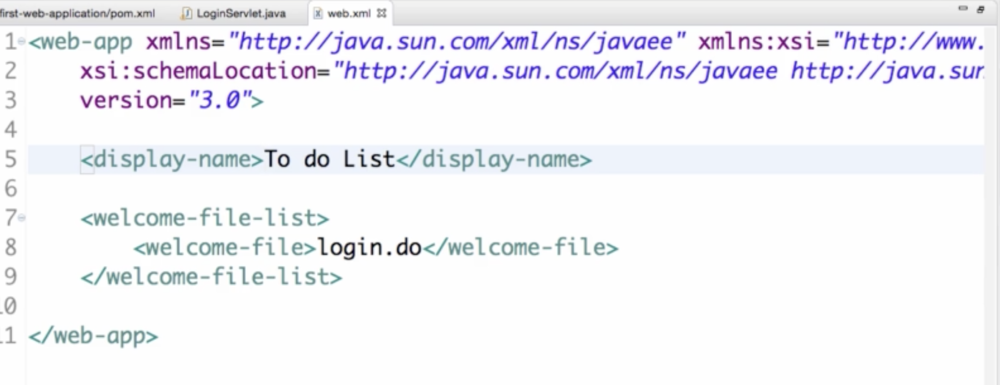 first-web-application/pom.xml LoginServlet.java web.xml
1 <web-app xmlns="http://java.sun.com/xml/ns/javaee" xmlns:xsi="http://www.
2 xsi:schemaLocation="http://java.sun.com/xml/ns/javaee http://java.sun
3 version="3.0">
4
5 <display-name>To do List</display-name>
6
7 <welcome-file-list>
8 <welcome-file>login.do</welcome-file>
9 </welcome-file-list>
10
11 </web-app>